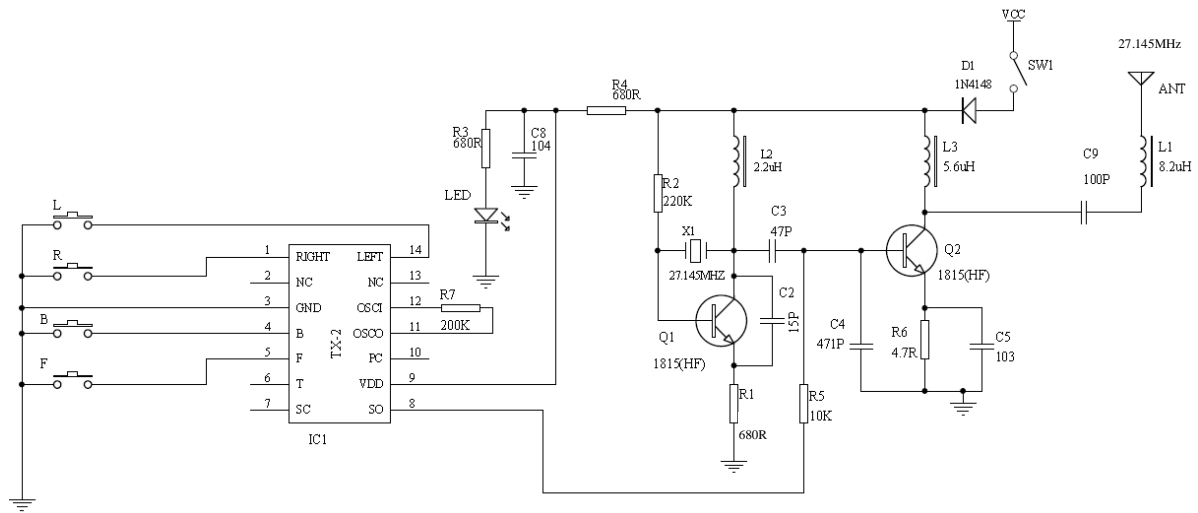 VCC
SW1
27.145MHz
ANT
D1
1N4148
R4
680R
R3
680R
C8
104
L2
2.2uH
L3
5.6uH
C9
100P
L1
8.2uH
LED
R2
220K
C3
47P
X1
27.145MHZ
Q2
1815(HF)
L
R
B
F
1 RIGHT LEFT 14
2 NC NC 13
3 GND OSCI 12
4 B OSCO 11
5 F PC 10
6 T VDD 9
7 SC SO 8
TX-2
IC1
R7
200K
Q1
1815(HF)
C2
15P
C4
471P
R6
4.7R
C5
103
R1
680R
R5
10K